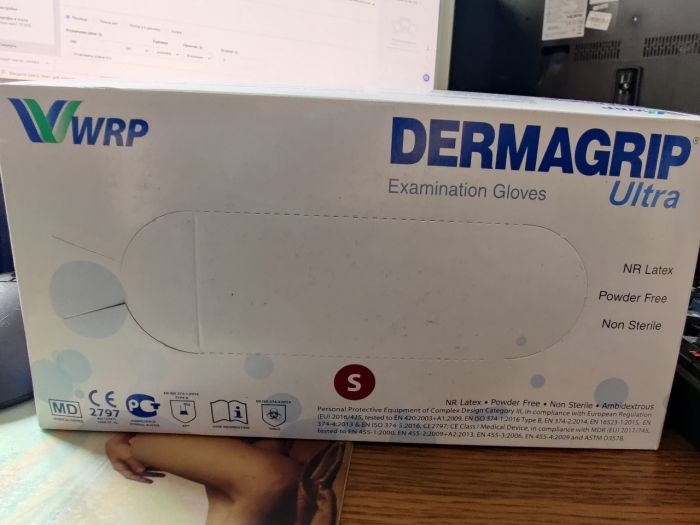 WRP
DERMAGRIP®
Ultra
Examination Gloves
NR Latex
Powder Free
Non Sterile
S
MD
CE
2797
NR Latex • Powder Free • Non Sterile • Ambidextrous
Personal Protective Equipment of Complex Design Category III, in compliance with European Regulation
(EU) 2016/425, tested to EN 420:2003+A1:2009, EN ISO 374-1:2016 Type B, EN 374-2:2014, EN 16523-1:2015, EN
374-4:2013 & EN ISO 374-5:2016, CE2797; CE Class I Medical Device, in compliance with MDR (EU) 2017/745,
tested to EN 455-1:2000, EN 455-2:2009+A2:2013, EN 455-3:2006, EN 455-4:2009 and ASTM D3578.